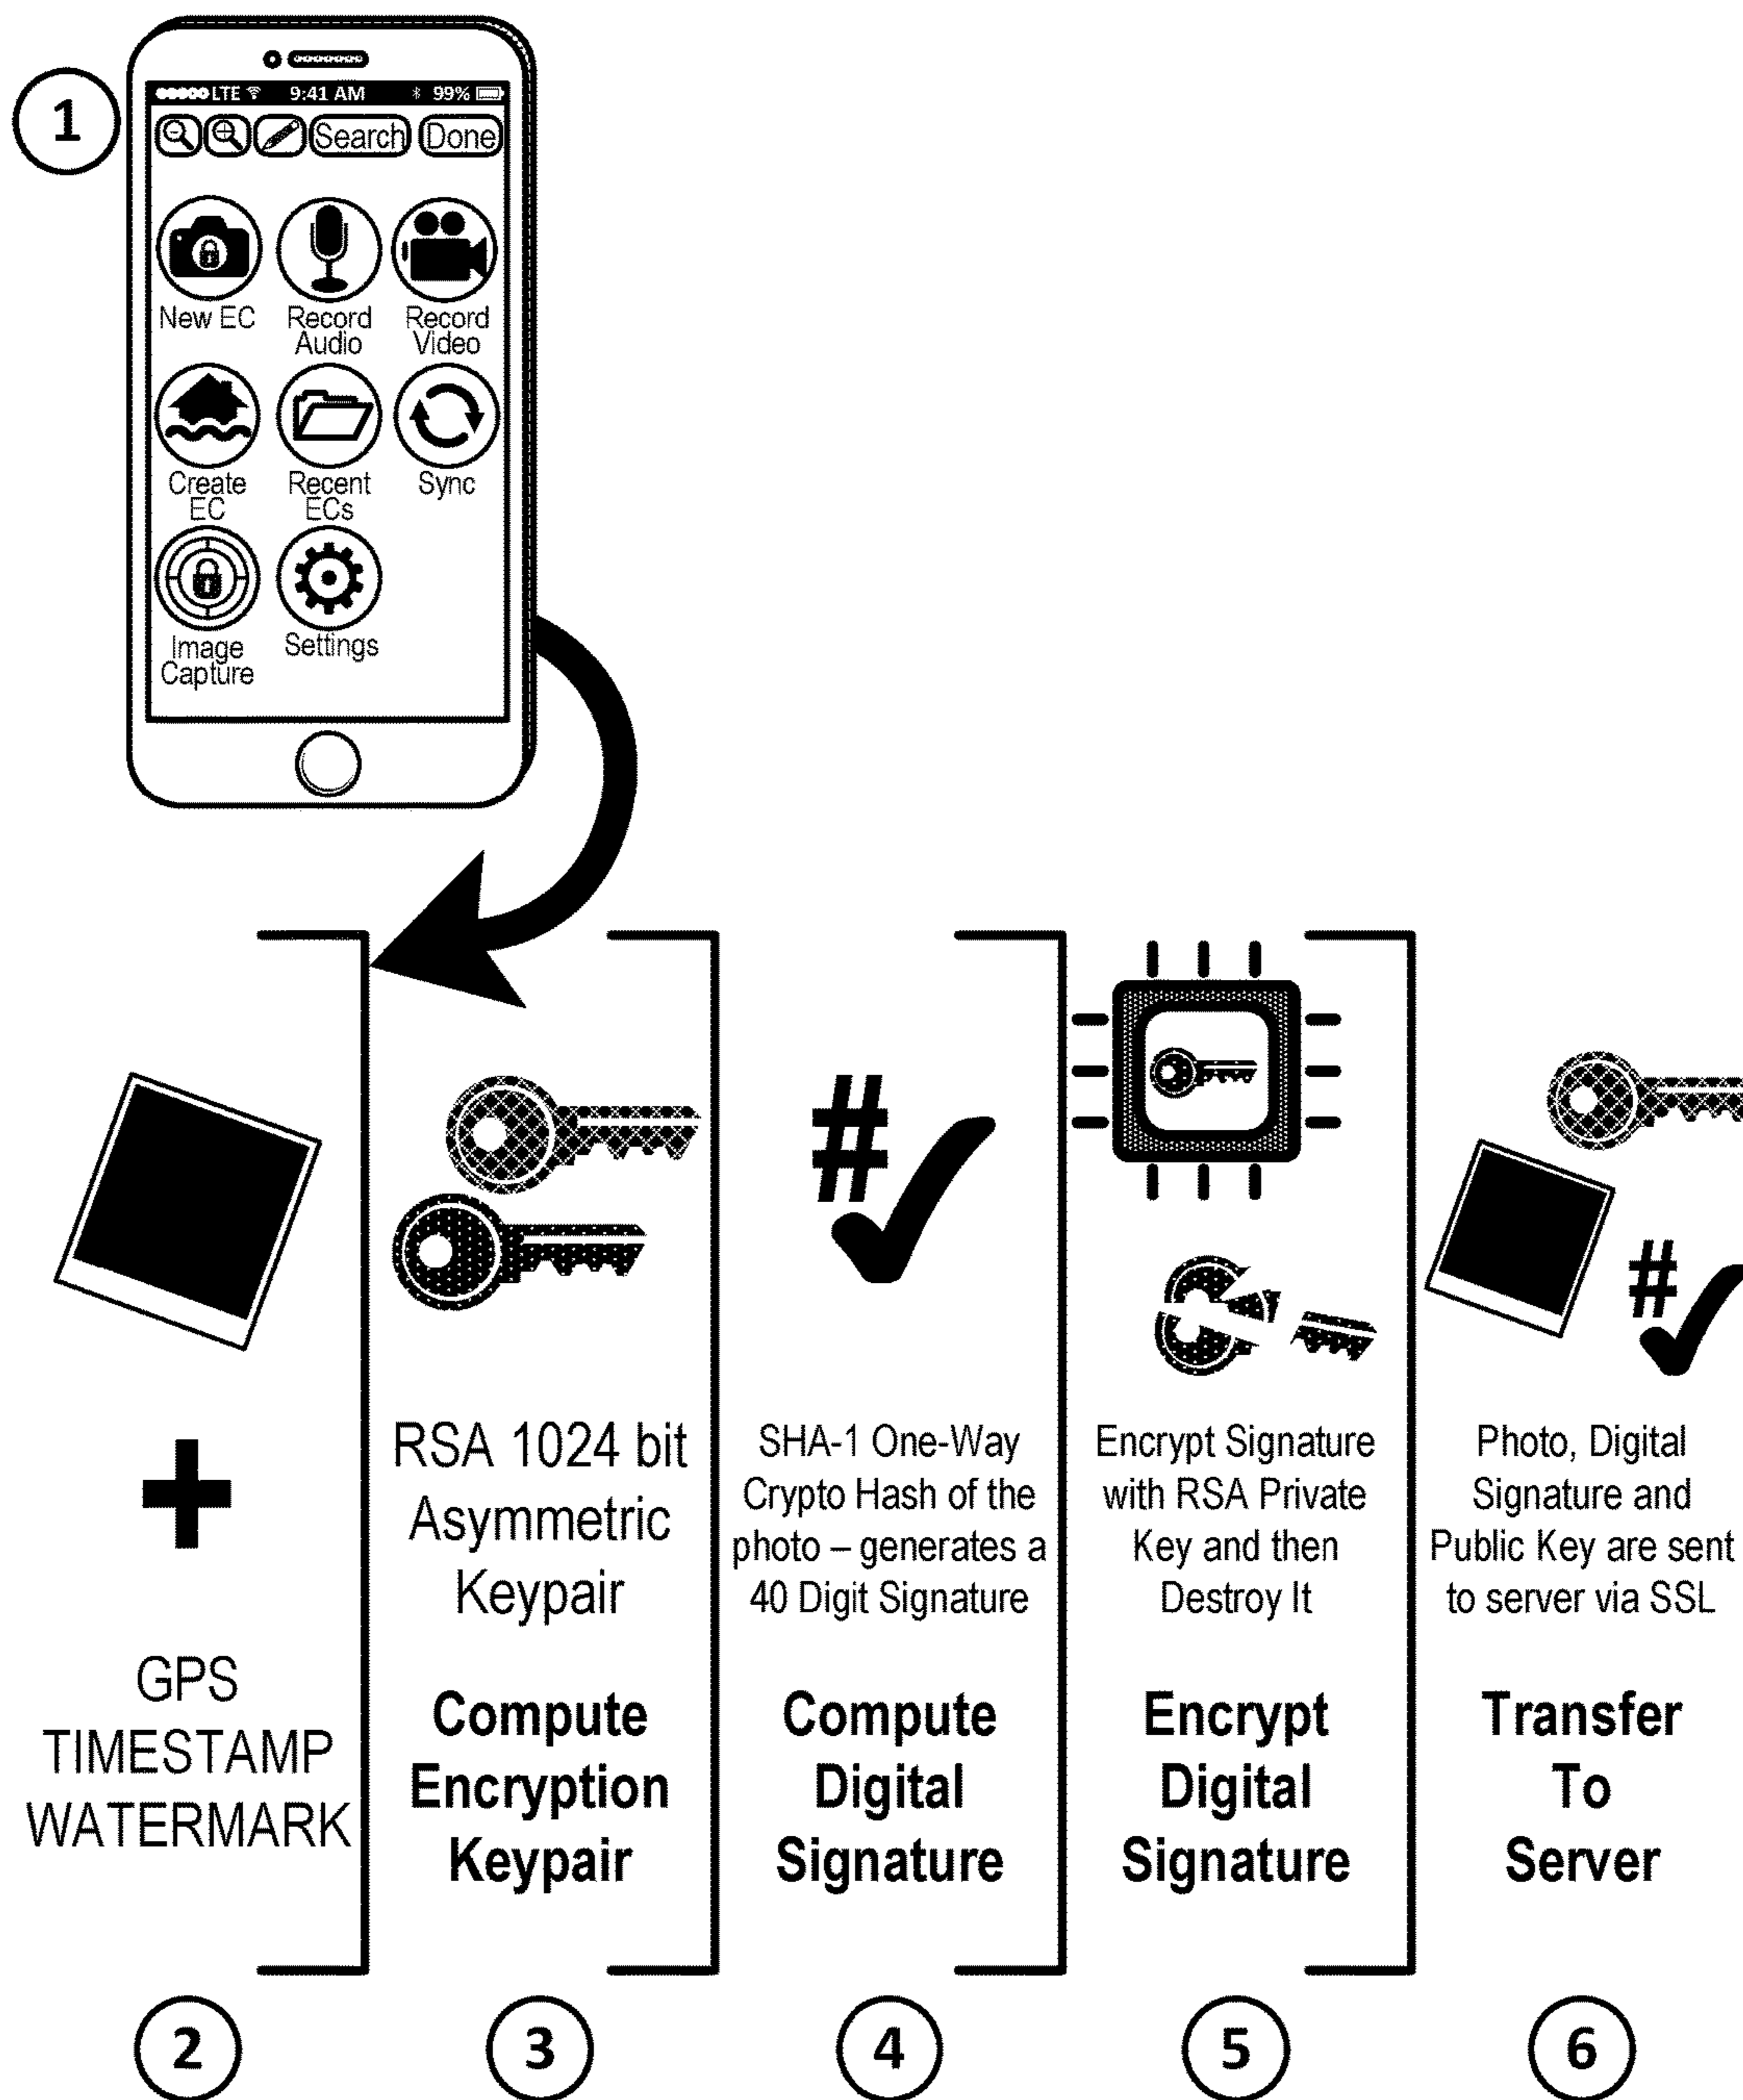 1
LTE 9:41 AM 99%
Search Done
New EC
Record
Audio
Record
Video
Create
EC
Recent
ECs
Sync
Image
Capture
Settings
+
GPS
TIMESTAMP
WATERMARK
2
RSA 1024 bit
Asymmetric
Keypair
Compute
Encryption
Keypair
3
#
SHA-1 One-Way
Crypto Hash of the
photo – generates a
40 Digit Signature
Compute
Digital
Signature
4
Encrypt Signature
with RSA Private
Key and then
Destroy It
Encrypt
Digital
Signature
5
#
Photo, Digital
Signature and
Public Key are sent
to server via SSL
Transfer
To
Server
6